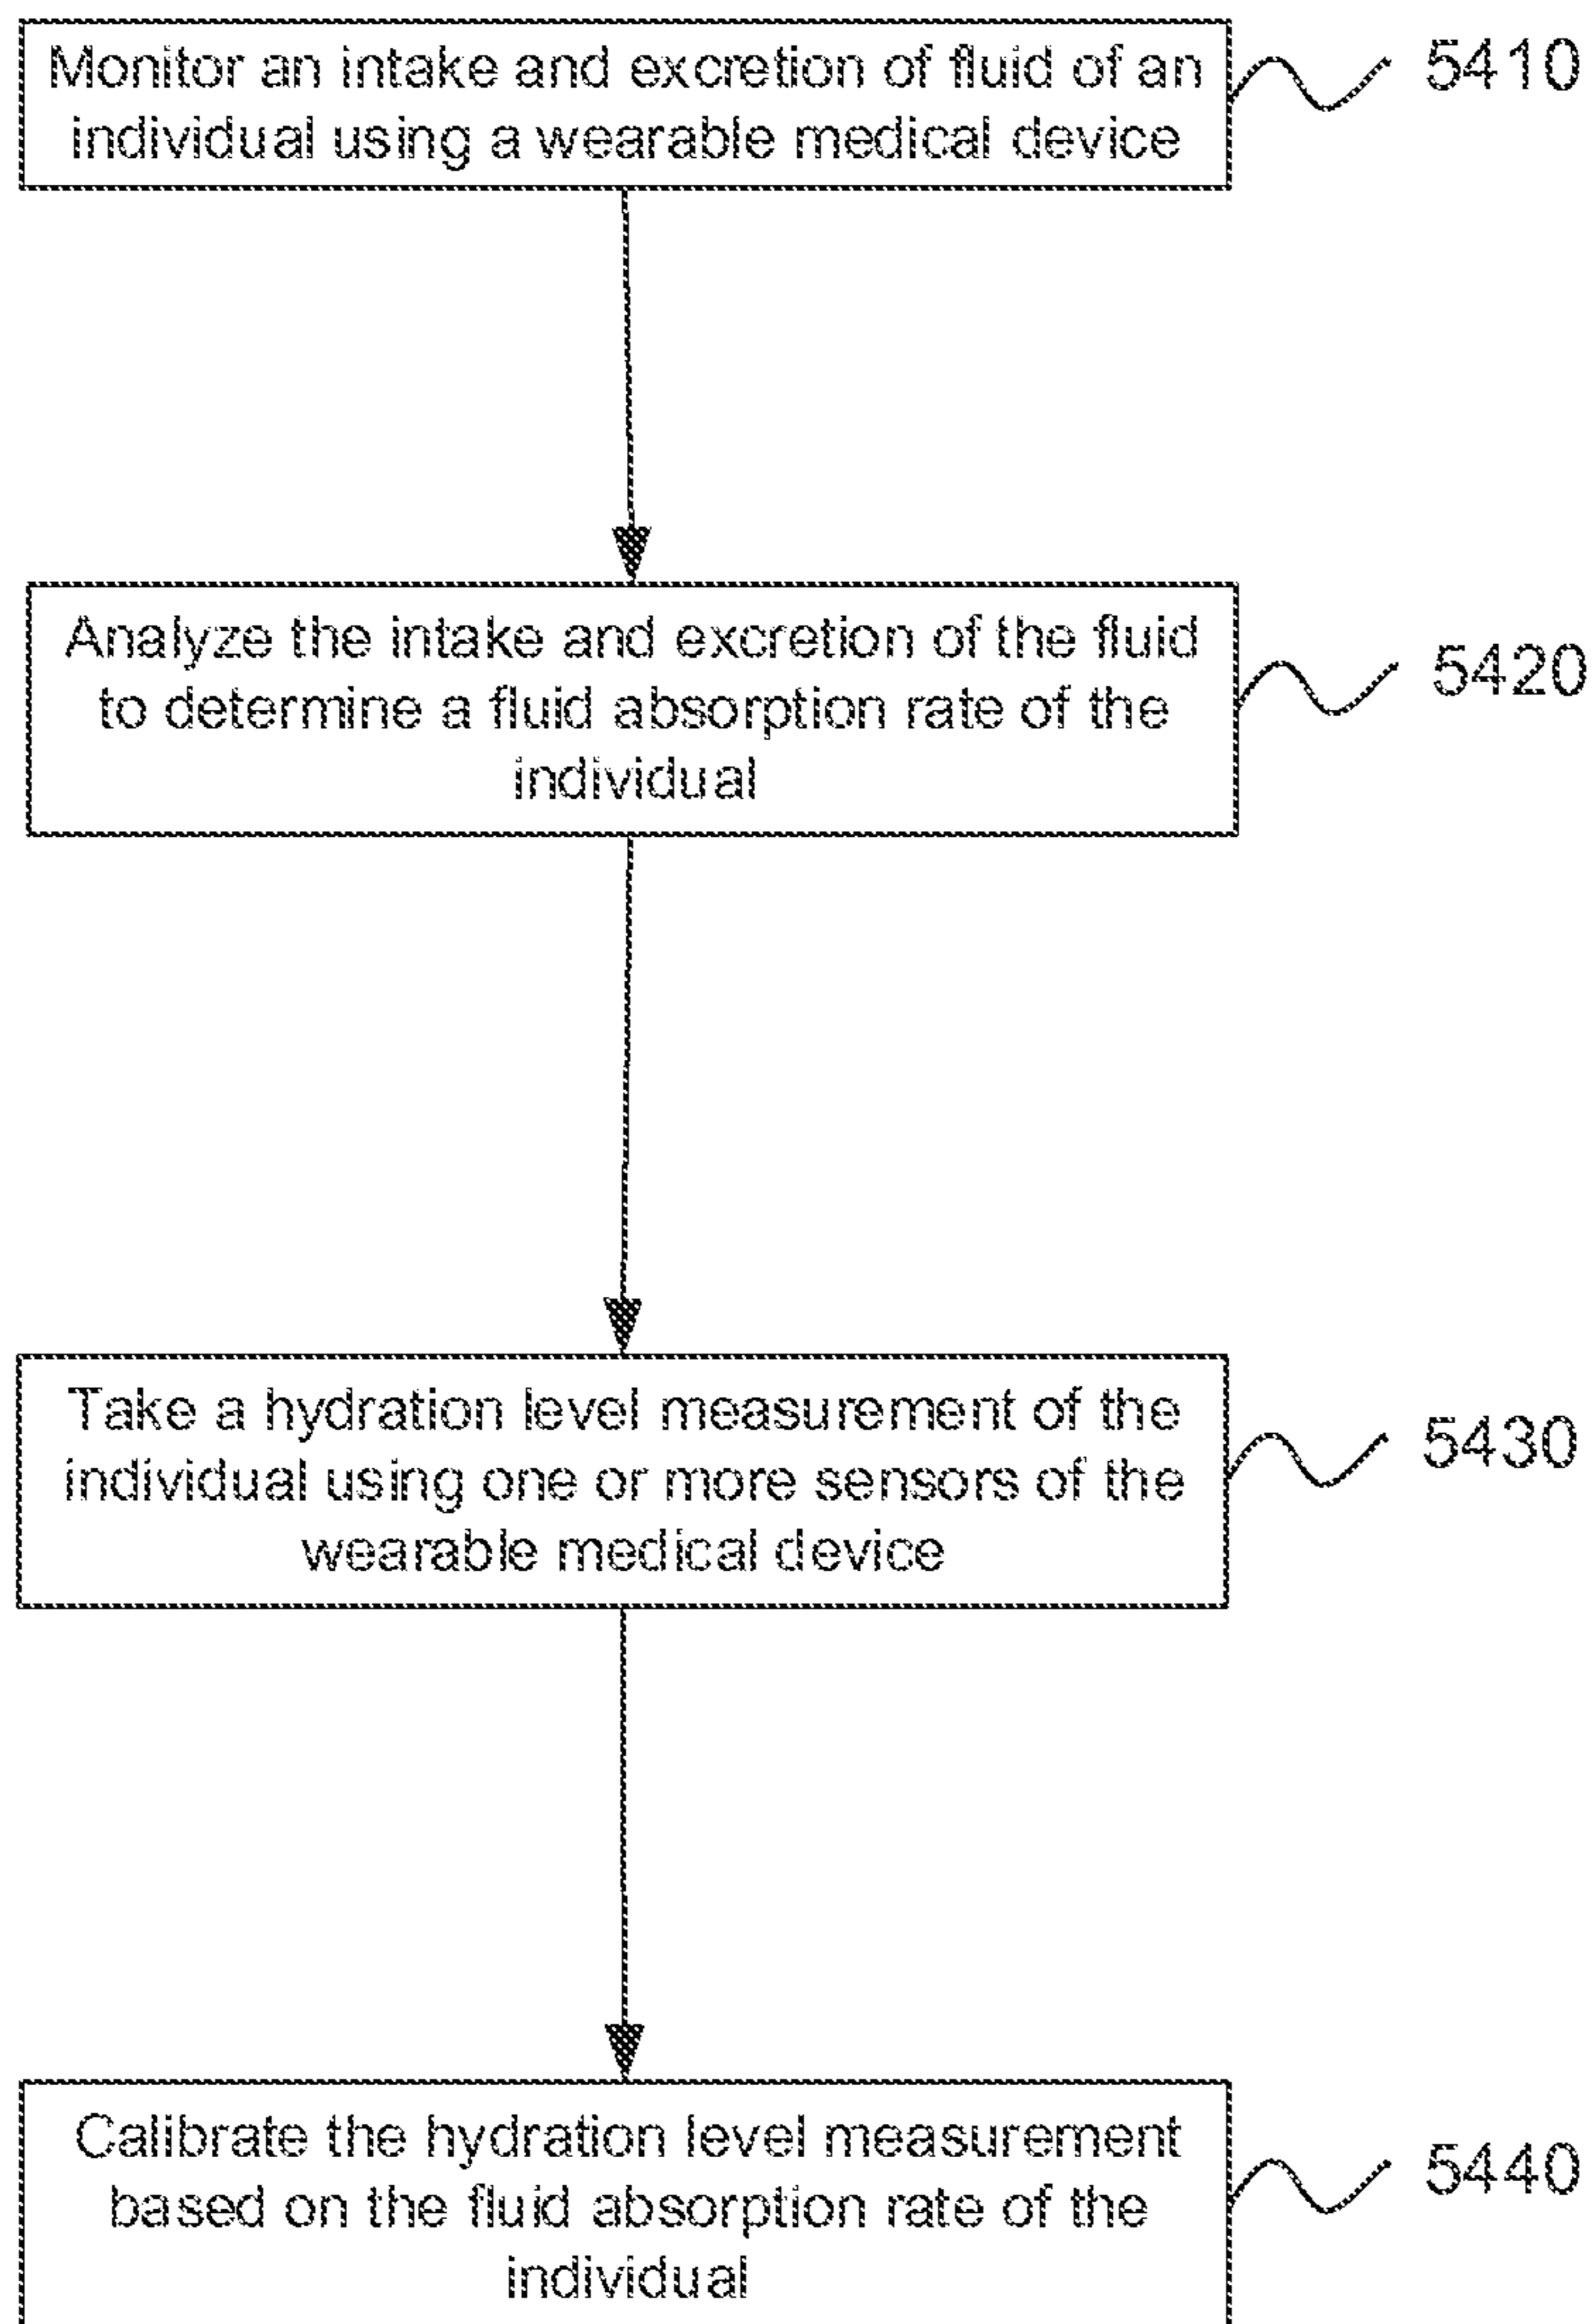 Monitor an intake and excretion of fluid of an
individual using a wearable medical device
5410
Analyze the intake and excretion of the fluid
to determine a fluid absorption rate of the
individual
5420
Take a hydration level measurement of the
individual using one or more sensors of the
wearable medical device
5430
Calibrate the hydration level measurement
based on the fluid absorption rate of the
individual
5440